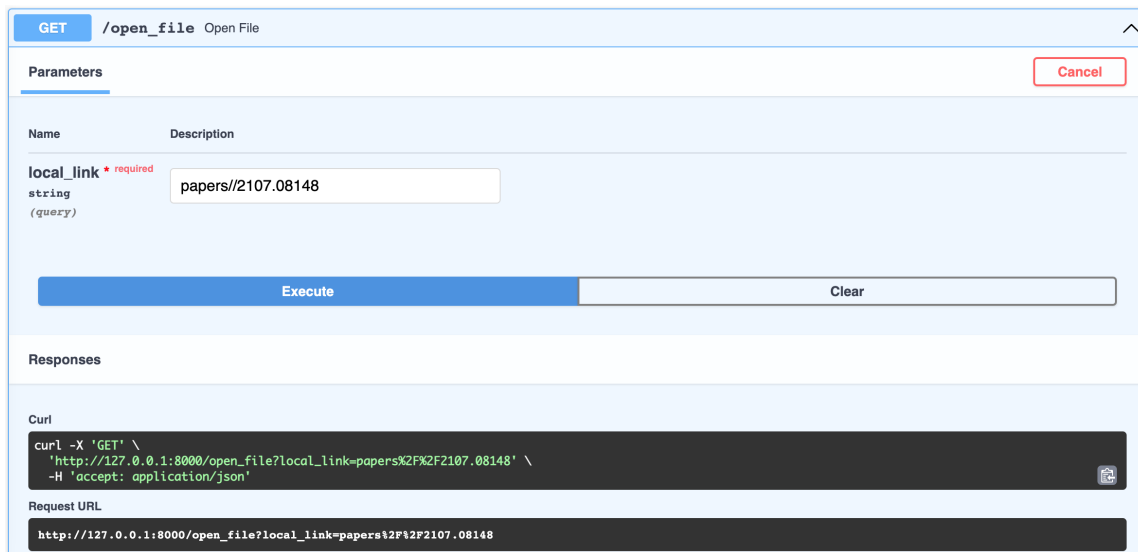 GET /open_file Open File
Parameters
Cancel
Name Description
local_link * required
string
(query)
papers//2107.08148
Execute Clear
Responses
Curl
curl -X 'GET' \
'http://127.0.0.1:8000/open_file?local_link=papers%2F%2F2107.08148' \
-H 'accept: application/json'
Request URL
http://127.0.0.1:8000/open_file?local_link=papers%2F%2F2107.08148